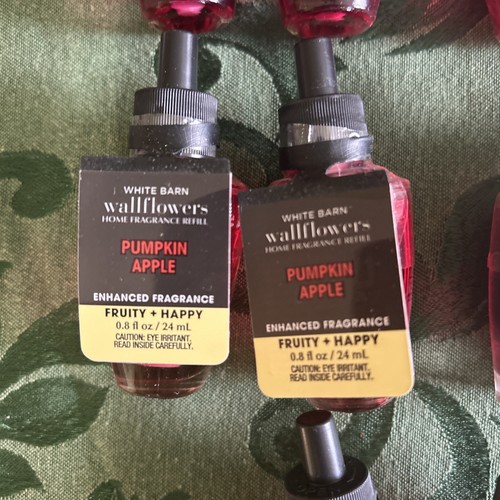 WHITE BARN
wallflowers
HOME FRAGRANCE REFILL
PUMPKIN
APPLE
ENHANCED FRAGRANCE
FRUITY + HAPPY
0.8 fl oz / 24 mL
CAUTION: EYE IRRITANT.
READ INSIDE CAREFULLY.
WHITE BARN
wallflowers
HOME FRAGRANCE REFILL
PUMPKIN
APPLE
ENHANCED FRAGRANCE
FRUITY + HAPPY
0.8 fl oz / 24 mL
CAUTION: EYE IRRITANT.
READ INSIDE CAREFULLY.